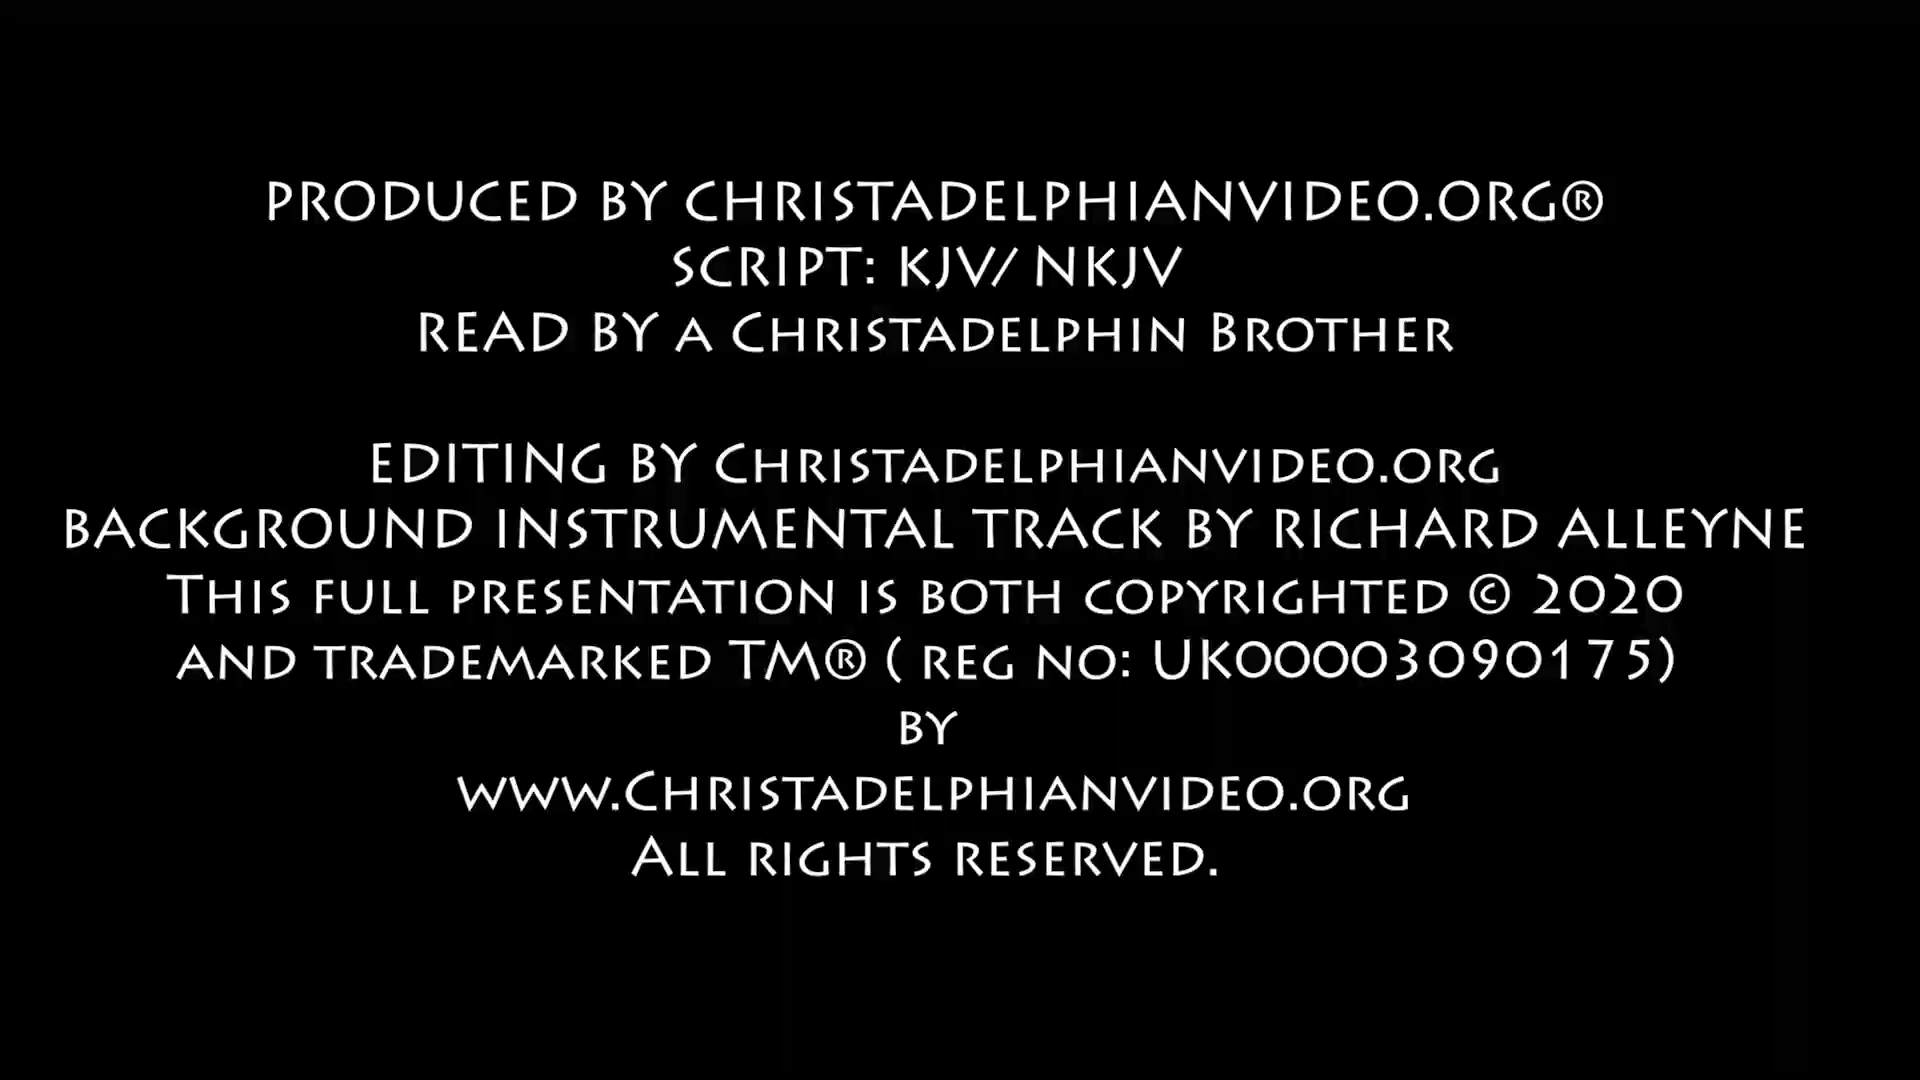 PRODUCED BY CHRISTADELPHIANVIDEO.ORG®
SCRIPT: KJV/ NKJV
READ BY A CHRISTADELPHIN BROTHER
EDITING BY CHRISTADELPHIANVIDEO.ORG
BACKGROUND INSTRUMENTAL TRACK BY RICHARD ALLEYNE
THIS FULL PRESENTATION IS BOTH COPYRIGHTED © 2020
AND TRADEMARKED TM® ( REG NO: UK00003090175)
BY
WWW.CHRISTADELPHIANVIDEO.ORG
ALL RIGHTS RESERVED.